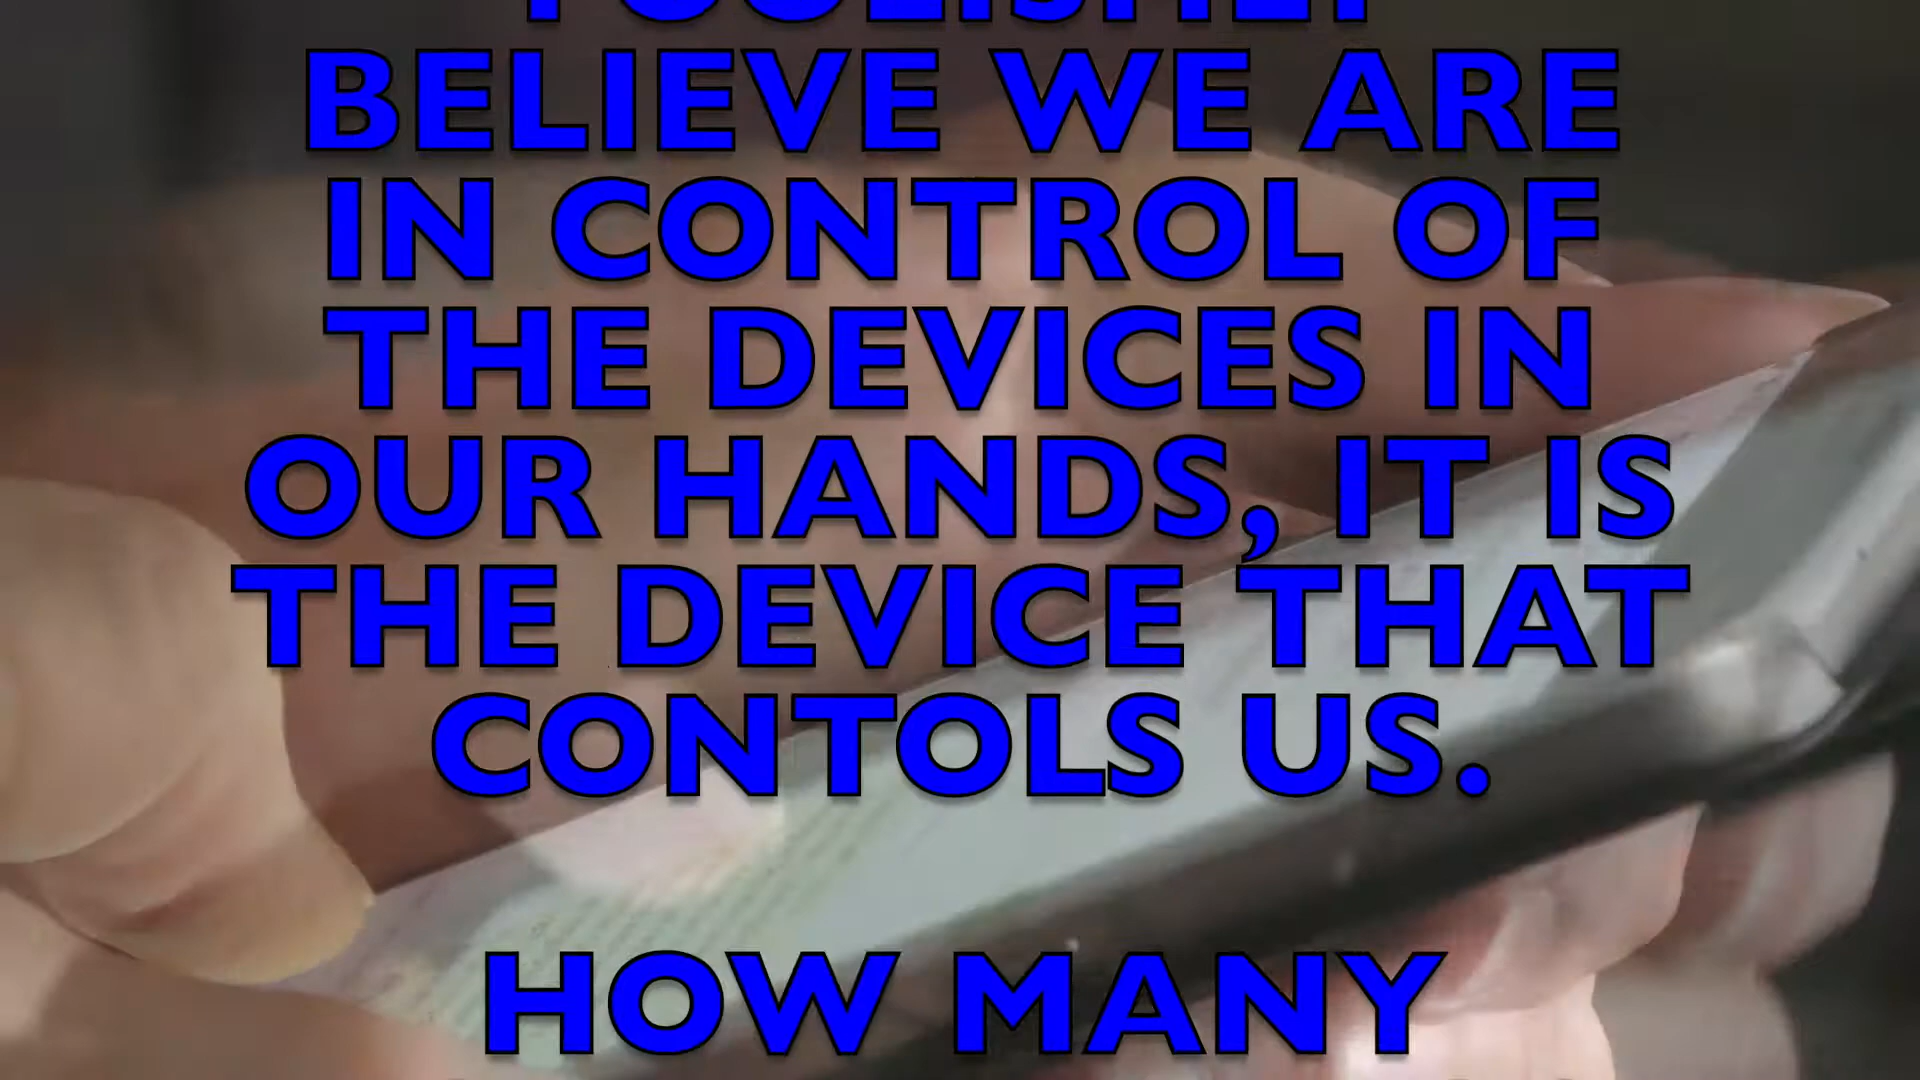 BELIEVE WE ARE
IN CONTROL OF
THE DEVICES IN
OUR HANDS, IT IS
THE DEVICE THAT
CONTOLS US.
HOW MANY